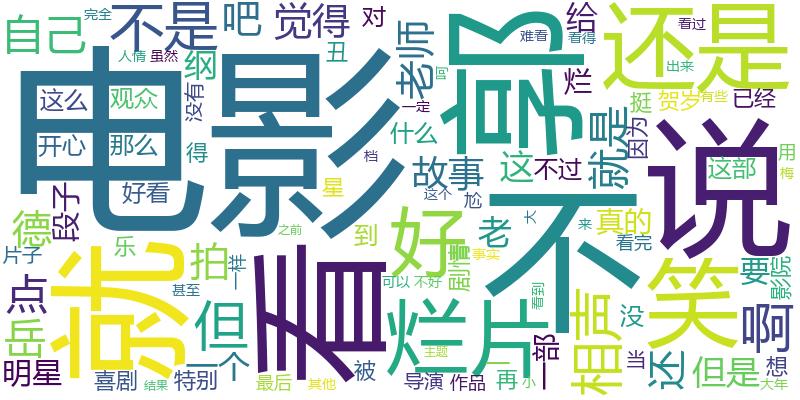 自己
完全
不是
吧
觉得
对
丑
给
难看
看得
看过
还是
出来
人情
虽然
纲
老师
呵
烂
贺岁
有些
已经
这么
观众
没有
一定
挺
电影
郭
因为
说
开心
那么
得
档
什么
就是
好看
星
故事
这
不过
这部
用
梅
德
段子
这个
尬
大
不
真的
片子
乐
之前
到
好
老
来
看完
就
看
拍
剧情
事实
要
影院
点
甚至
一样
但
可以
不好
看到
笑
岳
一个
烂片
主题
一部
相声
没
啊
明星
喜剧
结果
特别
最后
其他
被
导演
作品
再
小
当
还
但是
想
大年